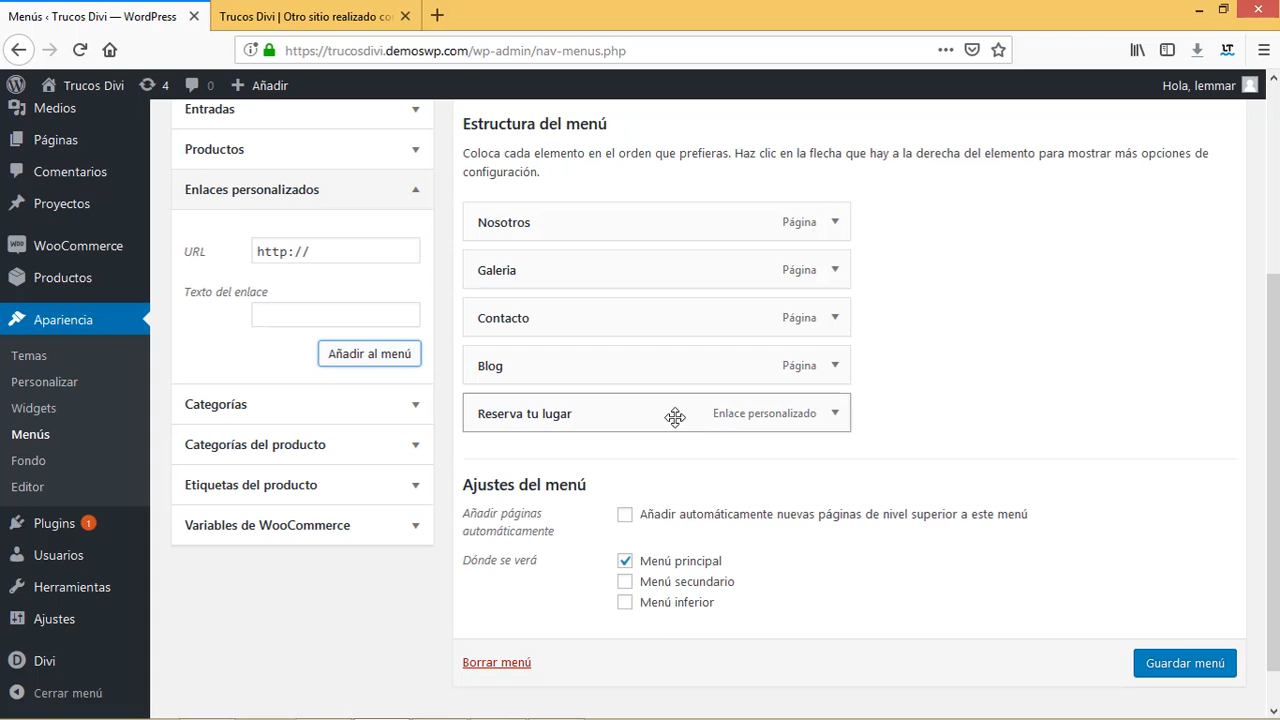 Menús ‹ Trucos Divi — WordPress
Trucos Divi | Otro sitio realizado co
https://trucosdivi.demoswp.com/wp-admin/nav-menus.php
Trucos Divi
4
0
Añadir
Hola, lemmar
Medios
Páginas
Comentarios
Proyectos
WooCommerce
Productos
Apariencia
Temas
Personalizar
Widgets
Menús
Fondo
Editor
Plugins 1
Usuarios
Herramientas
Ajustes
Divi
Cerrar menú
Entradas
Productos
Enlaces personalizados
URL
http://
Texto del enlace
Añadir al menú
Categorías
Categorías del producto
Etiquetas del producto
Variables de WooCommerce
Estructura del menú
Coloca cada elemento en el orden que prefieras. Haz clic en la flecha que hay a la derecha del elemento para mostrar más opciones de
configuración.
Nosotros Página
Galeria Página
Contacto Página
Blog Página
Reserva tu lugar Enlace personalizado
Ajustes del menú
Añadir páginas
automáticamente
Añadir automáticamente nuevas páginas de nivel superior a este menú
Dónde se verá
Menú principal
Menú secundario
Menú inferior
Borrar menú
Guardar menú